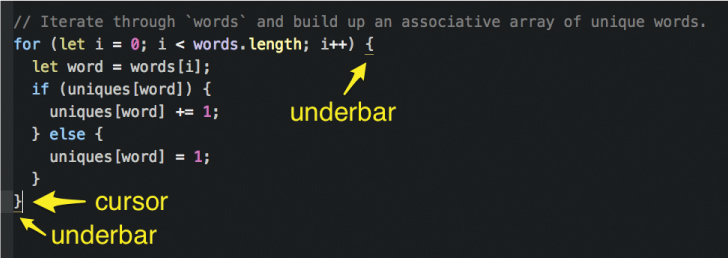 // Iterate through `words` and build up an associative array of unique words.
for (let i = 0; i < words.length; i++) {
  let word = words[i];
  if (uniques[word]) {
underbar
    uniques[word] += 1;
  } else {
    uniques[word] = 1;
  }
}
cursor
underbar